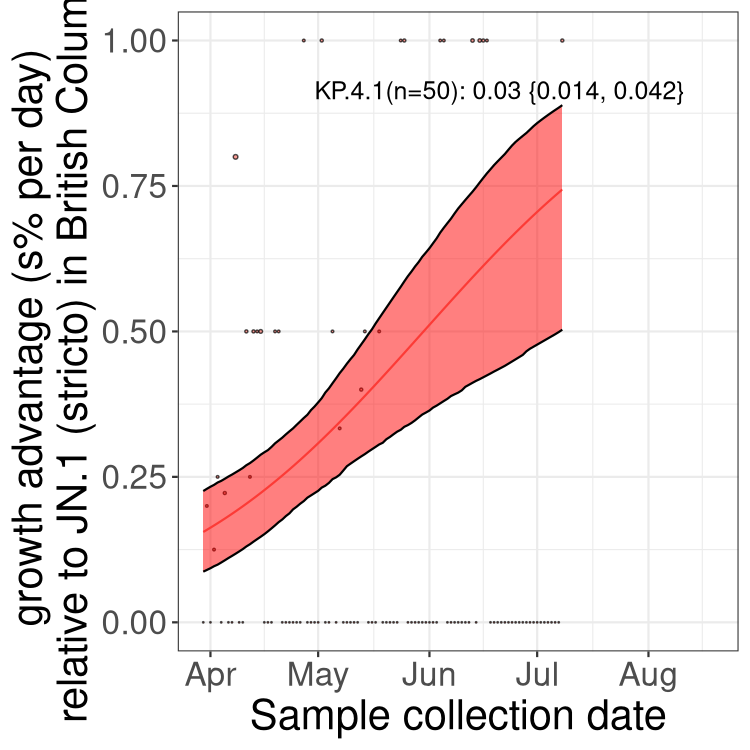 growth advantage (s% per day)
relative to JN.1 (stricto) in British Colum
1.00
0.75
0.50
0.25
0.00
KP.4.1(n=50): 0.03 {0.014, 0.042}
Apr May Jun Jul Aug
Sample collection date